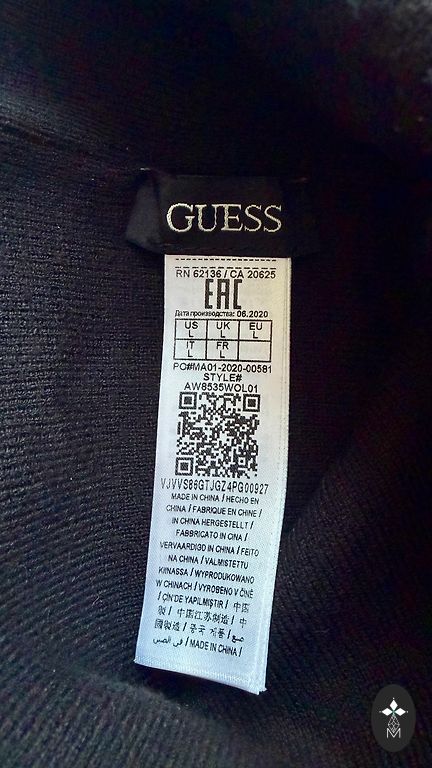 GUESS
RN 62136 / CA 20625
EAC
Дата производства: 06.2020
US UK EU
L L L
IT FR
L L
PO#MA01-2020-00581
STYLE#
AW8535WOL01
VJVVS86GTJGZ4PG00927
MADE IN CHINA / HECHO EN
CHINA / FABRIQUE EN CHINE /
IN CHINA HERGESTELLT /
FABBRICATO IN CINA /
VERVAARDIGD IN CHINA / FEITO
NA CHINA / VALMISTETTU
KIINASSA / WYPRODUKOWANO
W CHINACH / VYROBENO V ČÍNĚ
/ ÇİN'DE YAPILMIŞTIR / 中国
製 / 中国江苏制造 / 中
國製造 / 중국 제품 / صنع
في الصين / MADE IN CHINA /
M